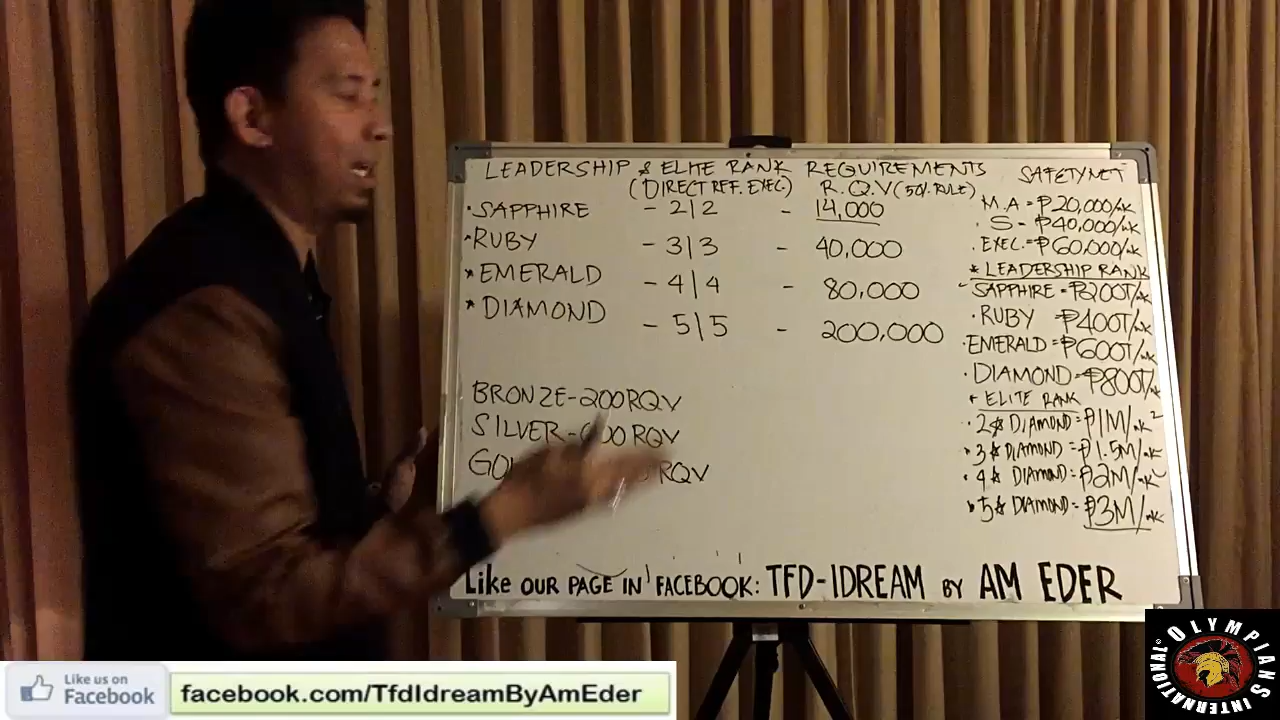 LEADERSHIP & ELITE RANK REQUIREMENTS
(DIRECT REF. EXEC.) R.Q.V (50% RULE)
• SAPPHIRE - 2|2 - 14,000
• RUBY - 3|3 - 40,000
* EMERALD - 4|4 - 80,000
* DIAMOND - 5|5 - 200,000
BRONZE-200RQV
SILVER- RQV
RQV
SAFETYNET
M.A = ₱20,000/wk
• S = ₱40,000/wk
• EXEC. = ₱60,000/wk
* LEADERSHIP RANK
SAPPHIRE = ₱200T/wk
• RUBY = ₱400T/wk
EMERALD = ₱600T/wk
• DIAMOND = ₱800T/wk
* ELITE RANK
• 2☆ DIAMOND = ₱1M/wk
• 3☆ DIAMOND = ₱1.5M/wk
• 4☆ DIAMOND = ₱2M/wk
• 5☆ DIAMOND = ₱3M/wk
Like OUR PAGE IN FACEBOOK: TFD-IDREAM BY AM EDER
Like us on
Facebook
facebook.com/TfdIdreamByAmEder
OLYMPIANS INTERNATIONAL